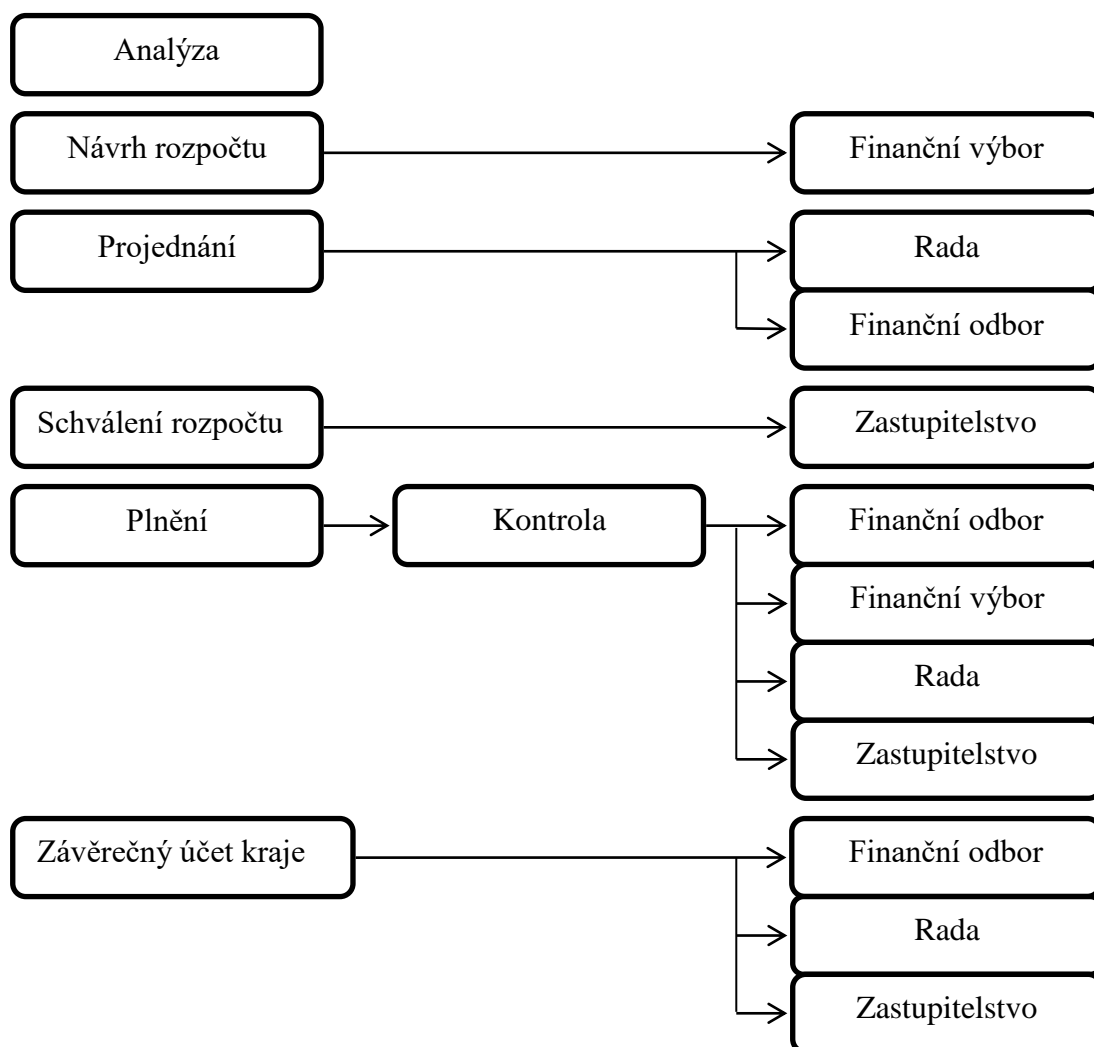 Analýza
Návrh rozpočtu
Finanční výbor
Projednání
Rada
Finanční odbor
Schválení rozpočtu
Zastupitelstvo
Plnění
Kontrola
Finanční odbor
Finanční výbor
Rada
Zastupitelstvo
Závěrečný účet kraje
Finanční odbor
Rada
Zastupitelstvo